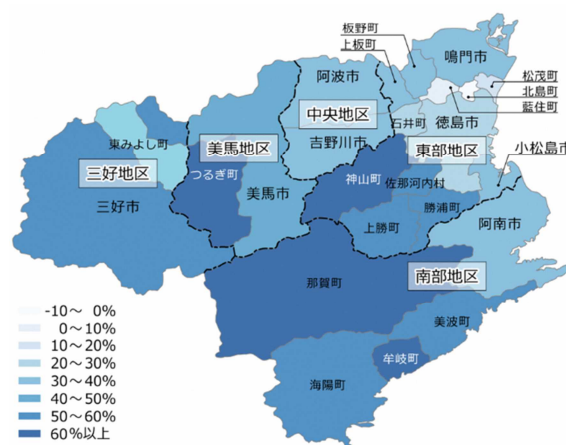 板野町
上板町
鳴門市
松茂町
北島町
藍住町
阿波市
中央地区
石井町
徳島市
吉野川市
東みよし町
美馬地区
三好地区
つるぎ町
東部地区
小松島市
神山町
佐那河内村
美馬市
勝浦町
三好市
上勝町
阿南市
那賀町
南部地区
美波町
牟岐町
海陽町
-10～ 0%
0～10%
10～20%
20～30%
30～40%
40～50%
50～60%
60%以上